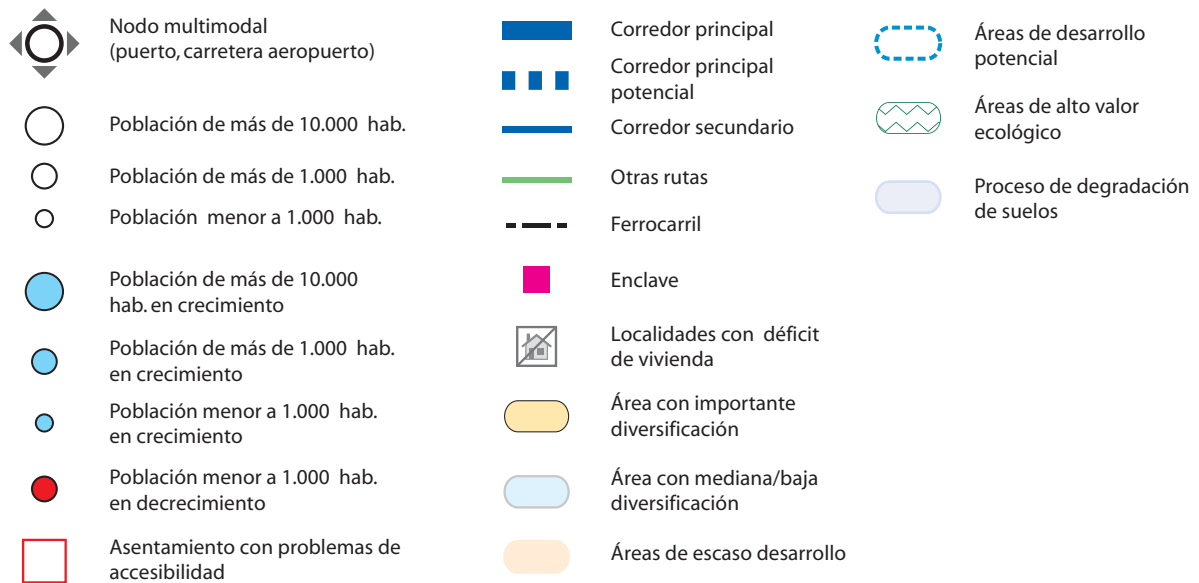 Nodo multimodal
(puerto, carretera aeropuerto)
Población de más de 10.000 hab.
Población de más de 1.000 hab.
Población menor a 1.000 hab.
Población de más de 10.000
hab. en crecimiento
Población de más de 1.000 hab.
en crecimiento
Población menor a 1.000 hab.
en crecimiento
Población menor a 1.000 hab.
en decrecimiento
Asentamiento con problemas de
accesibilidad
Corredor principal
Corredor principal
potencial
Corredor secundario
Otras rutas
Ferrocarril
Enclave
Localidades con déficit
de vivienda
Área con importante
diversificación
Área con mediana/baja
diversificación
Áreas de escaso desarrollo
Áreas de desarrollo
potencial
Áreas de alto valor
ecológico
Proceso de degradación
de suelos